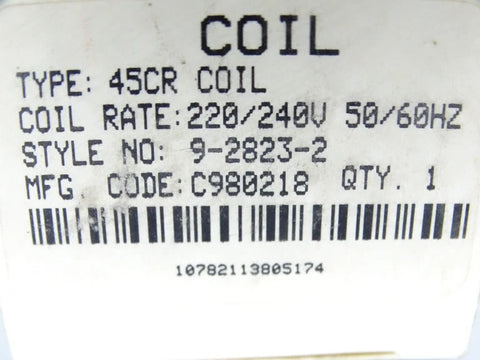 COIL
TYPE: 45CR COIL
COIL RATE:220/240V 50/60HZ
STYLE NO: 9-2823-2
MFG CODE:C980218 QTY. 1
10782113805174